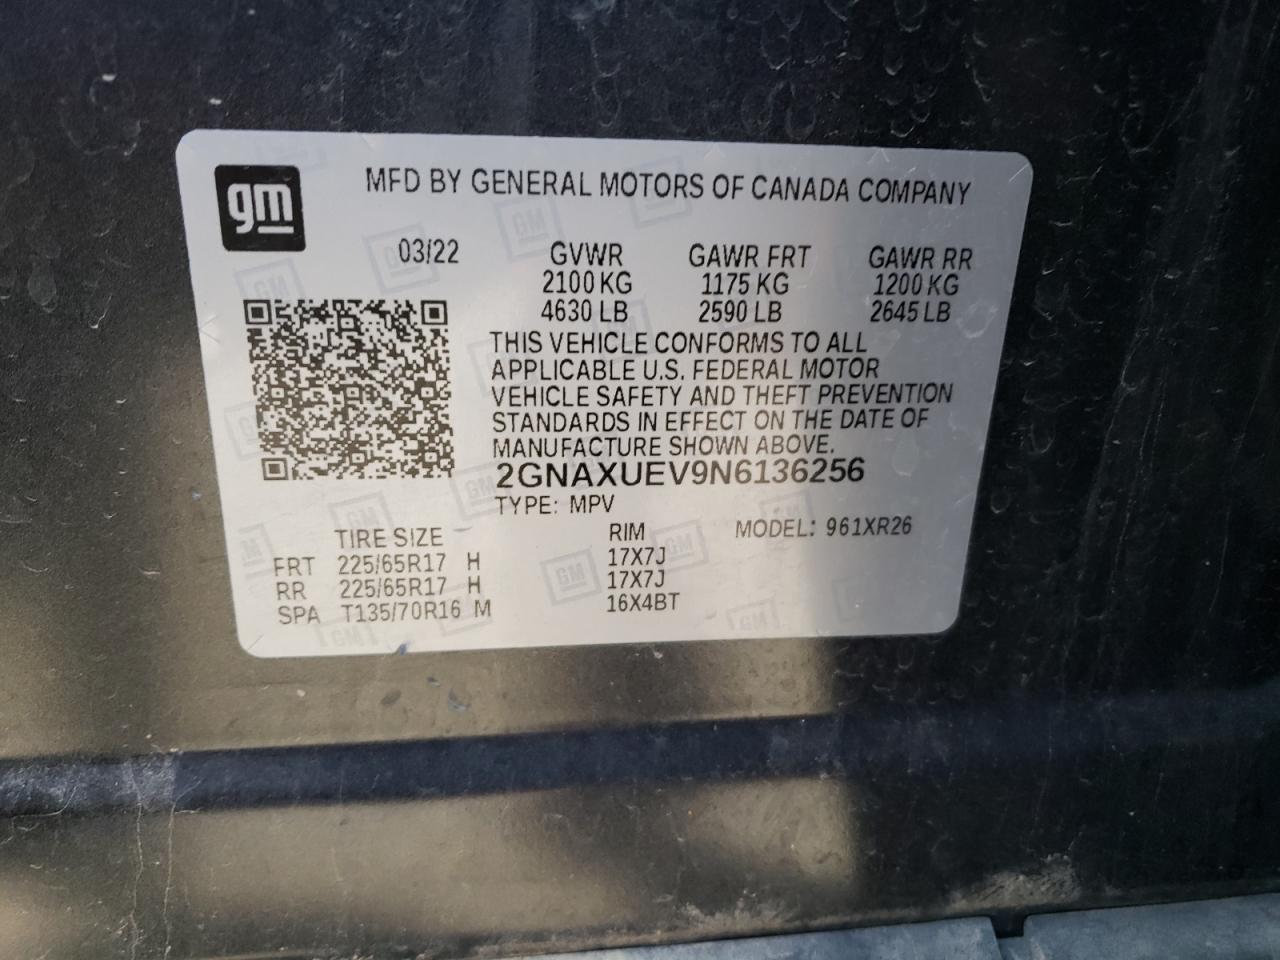 gm
MFD BY GENERAL MOTORS OF CANADA COMPANY
03/22 GVWR GAWR FRT GAWR RR
2100 KG 1175 KG 1200 KG
4630 LB 2590 LB 2645 LB
THIS VEHICLE CONFORMS TO ALL
APPLICABLE U.S. FEDERAL MOTOR
VEHICLE SAFETY AND THEFT PREVENTION
STANDARDS IN EFFECT ON THE DATE OF
MANUFACTURE SHOWN ABOVE.
2GNAXUEV9N6136256
TYPE: MPV
TIRE SIZE RIM MODEL: 961XR26
FRT 225/65R17 H 17X7J
RR 225/65R17 H 17X7J
SPA T135/70R16 M 16X4BT